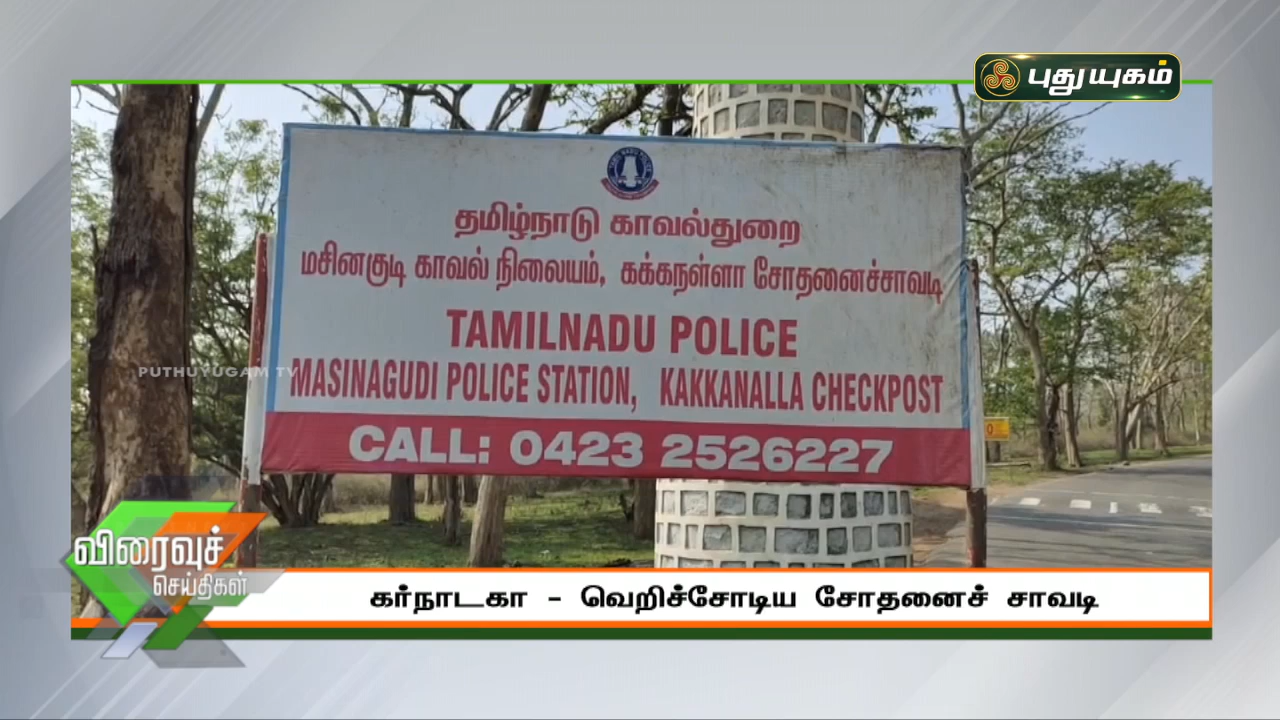 புதுயுகம்
தமிழ்நாடு காவல்துறை
மசினகுடி காவல் நிலையம், கக்கநள்ளா சோதனைச்சாவடி
TAMILNADU POLICE
MASINAGUDI POLICE STATION, KAKKANALLA CHECKPOST
PUTHUYUGAM TV
CALL: 0423 2526227
விரைவுச்
செய்திகள்
கர்நாடகா - வெறிச்சோடிய சோதனைச் சாவடி